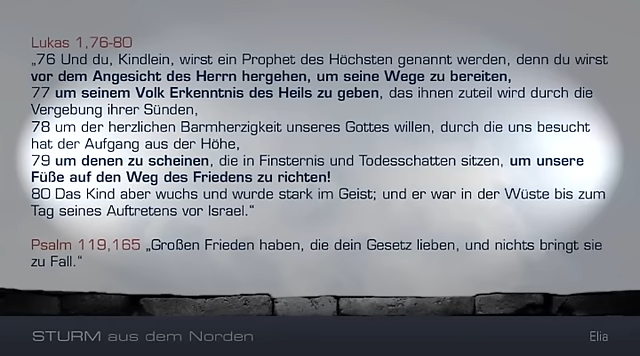 Lukas 1,76-80
„76 Und du, Kindlein, wirst ein Prophet des Höchsten genannt werden, denn du wirst
vor dem Angesicht des Herrn hergehen, um seine Wege zu bereiten,
77 um seinem Volk Erkenntnis des Heils zu geben, das ihnen zuteil wird durch die
Vergebung ihrer Sünden,
78 um der herzlichen Barmherzigkeit unseres Gottes willen, durch die uns besucht
hat der Aufgang aus der Höhe,
79 um denen zu scheinen, die in Finsternis und Todesschatten sitzen, um unsere
Füße auf den Weg des Friedens zu richten!
80 Das Kind aber wuchs und wurde stark im Geist; und er war in der Wüste bis zum
Tag seines Auftretens vor Israel.“
Psalm 119,165 „Großen Frieden haben, die dein Gesetz lieben, und nichts bringt sie
zu Fall.“
STURM aus dem Norden
Elia